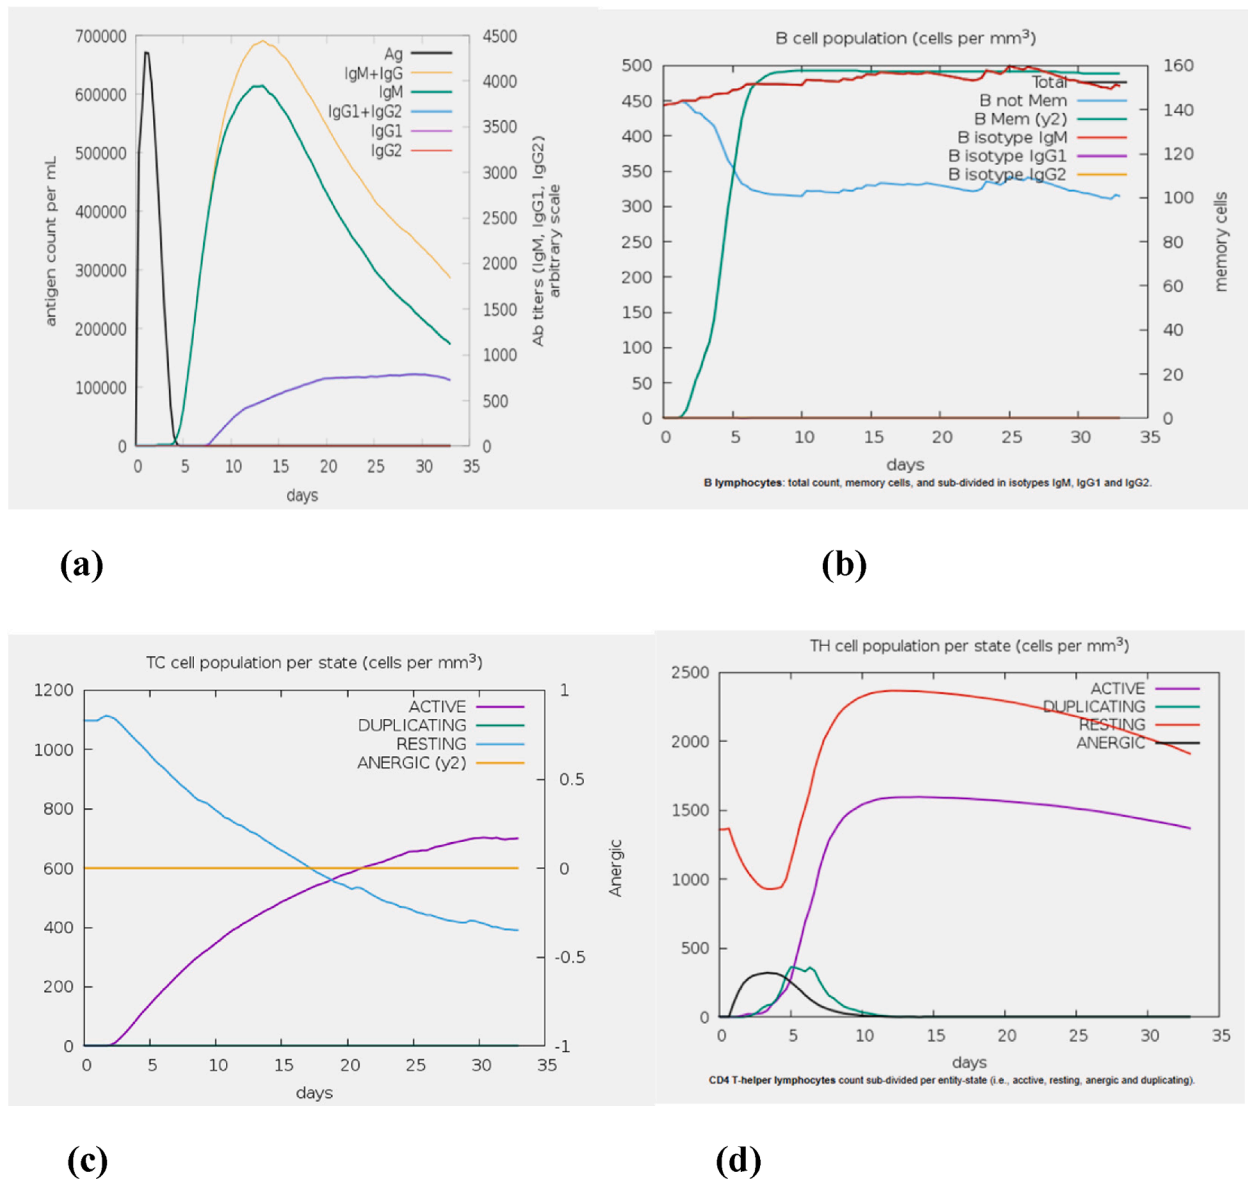 700000
600000
500000
400000
300000
200000
100000
0
antigen count per mL
Ag
IgM+IgG
IgM
IgG1+IgG2
IgG1
IgG2
4500
4000
3500
3000
2500
2000
1500
1000
500
0
Ab titers (IgM, IgG1, IgG2)
arbitrary scale
0 5 10 15 20 25 30 35
days
(a)
B cell population (cells per mm³)
500
450
400
350
300
250
200
150
100
50
0
Total
B not Mem
B Mem (y2)
B isotype IgM
B isotype IgG1
B isotype IgG2
160
140
120
100
80
60
40
20
0
memory cells
0 5 10 15 20 25 30 35
days
B lymphocytes: total count, memory cells, and sub-divided in isotypes IgM, IgG1 and IgG2.
(b)
TC cell population per state (cells per mm³)
1200
1000
800
600
400
200
0
ACTIVE
DUPLICATING
RESTING
ANERGIC (y2)
1
0.5
0
-0.5
-1
Anergic
0 5 10 15 20 25 30 35
days
(c)
TH cell population per state (cells per mm³)
2500
2000
1500
1000
500
0
ACTIVE
DUPLICATING
RESTING
ANERGIC
0 5 10 15 20 25 30 35
days
CD4 T-helper lymphocytes count sub-divided per entity-state (i.e., acctive, resting, anergic and duplicating).
(d)